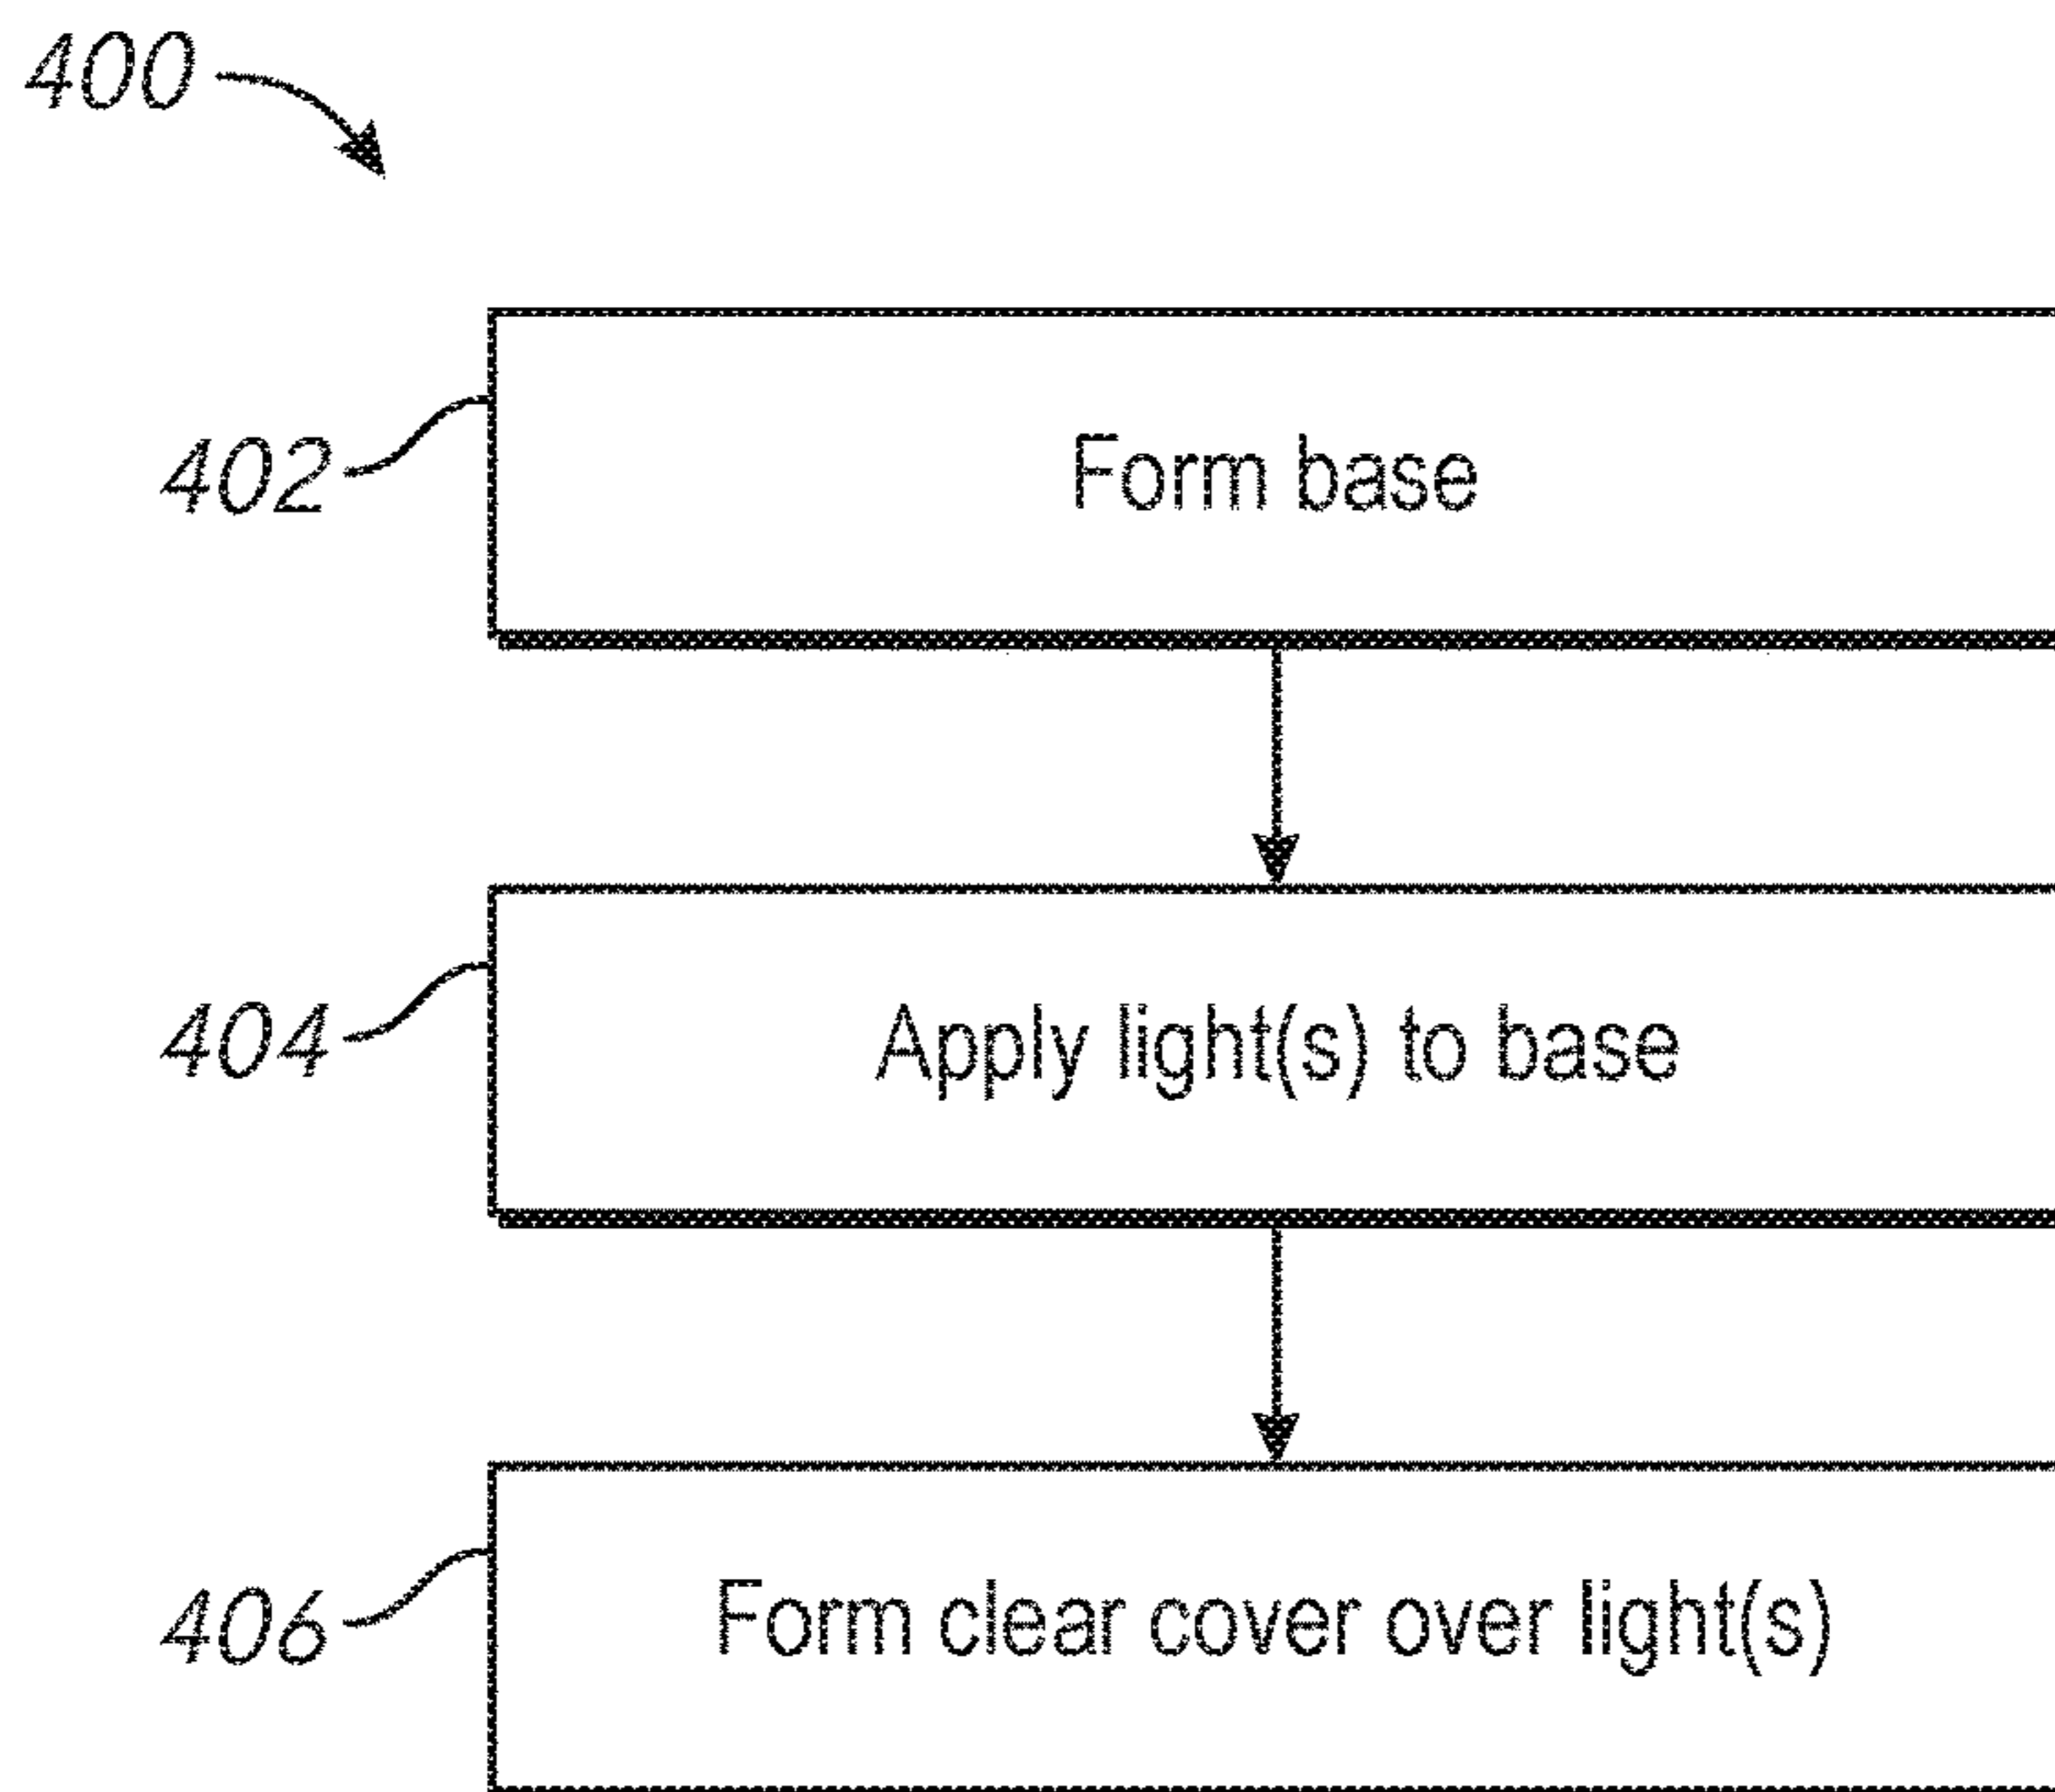 400
402
Form base
404
Apply light(s) to base
406
Form clear cover over light(s)